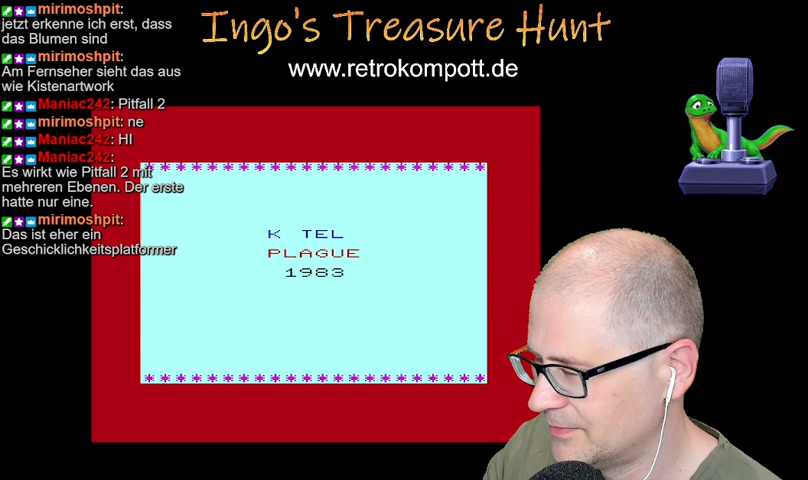 mirimoshpit:
jetzt erkenne ich erst, dass
das Blumen sind
mirimoshpit:
Am Fernseher sieht das aus
wie Kistenartwork
Maniac242: Pitfall 2
mirimoshpit: ne
Maniac242: HI
Maniac242:
Es wirkt wie Pitfall 2 mit
mehreren Ebenen. Der erste
hatte nur eine.
mirimoshpit:
Das ist eher ein
Geschicklichkeitsplatformer
Ingo's Treasure Hunt
www.retrokompott.de
K TEL
PLAGUE
1983